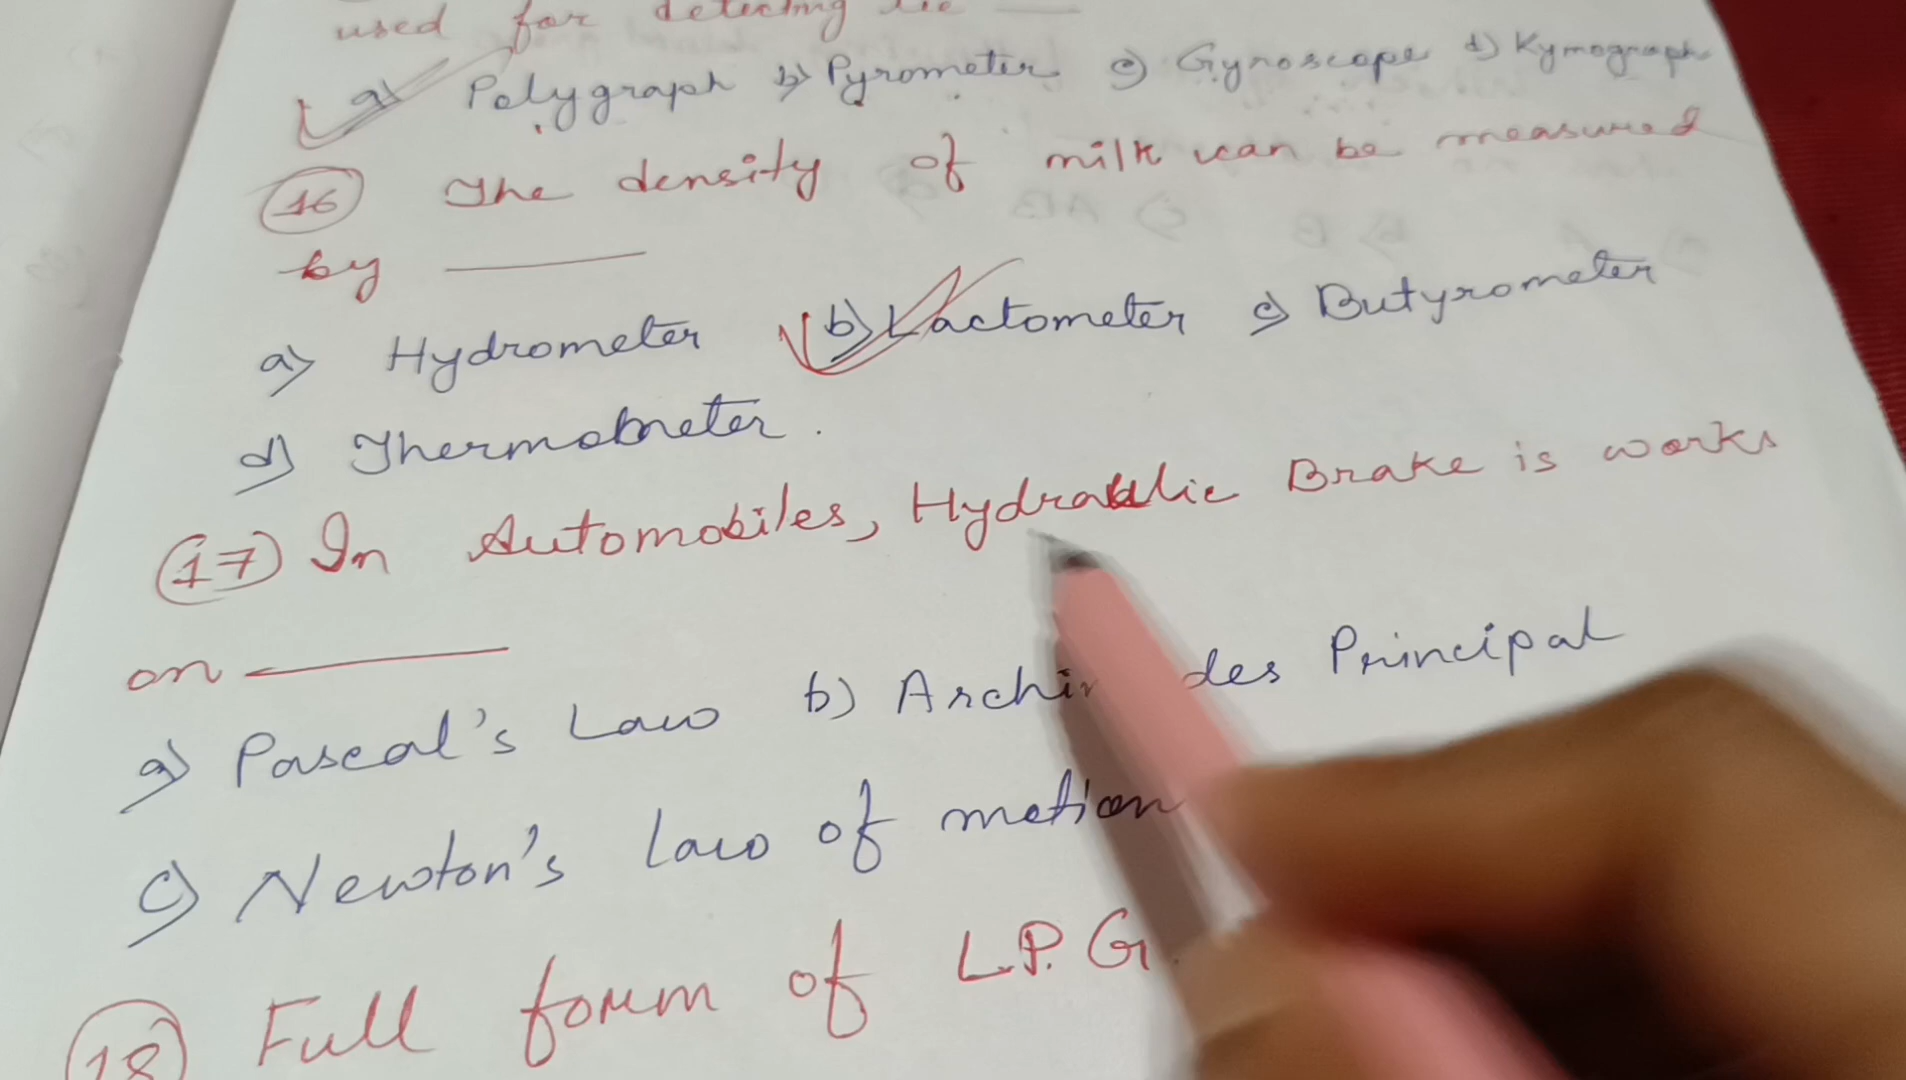 used for detecting lie
a) Polygraph b) Pyrometer c) Gyroscope d) Kymograph
16 The density of milk can be measured
by
a) Hydrometer b) Lactometer c) Butyrometer
d) Thermometer.
17 In Automobiles, Hydraulic Brake is works
on
a) Pascal's Law b) Archi des Principal
c) Newton's law of motion
18 Full form of L.P.G.